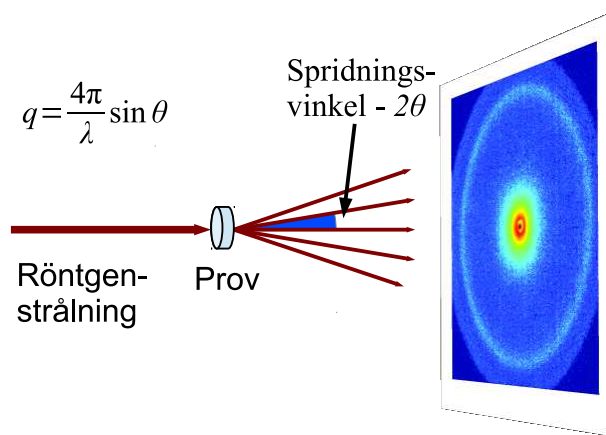 Spridnings-
vinkel - 2θ
q=4π/λ sin θ
Röntgen-
strålning
Prov